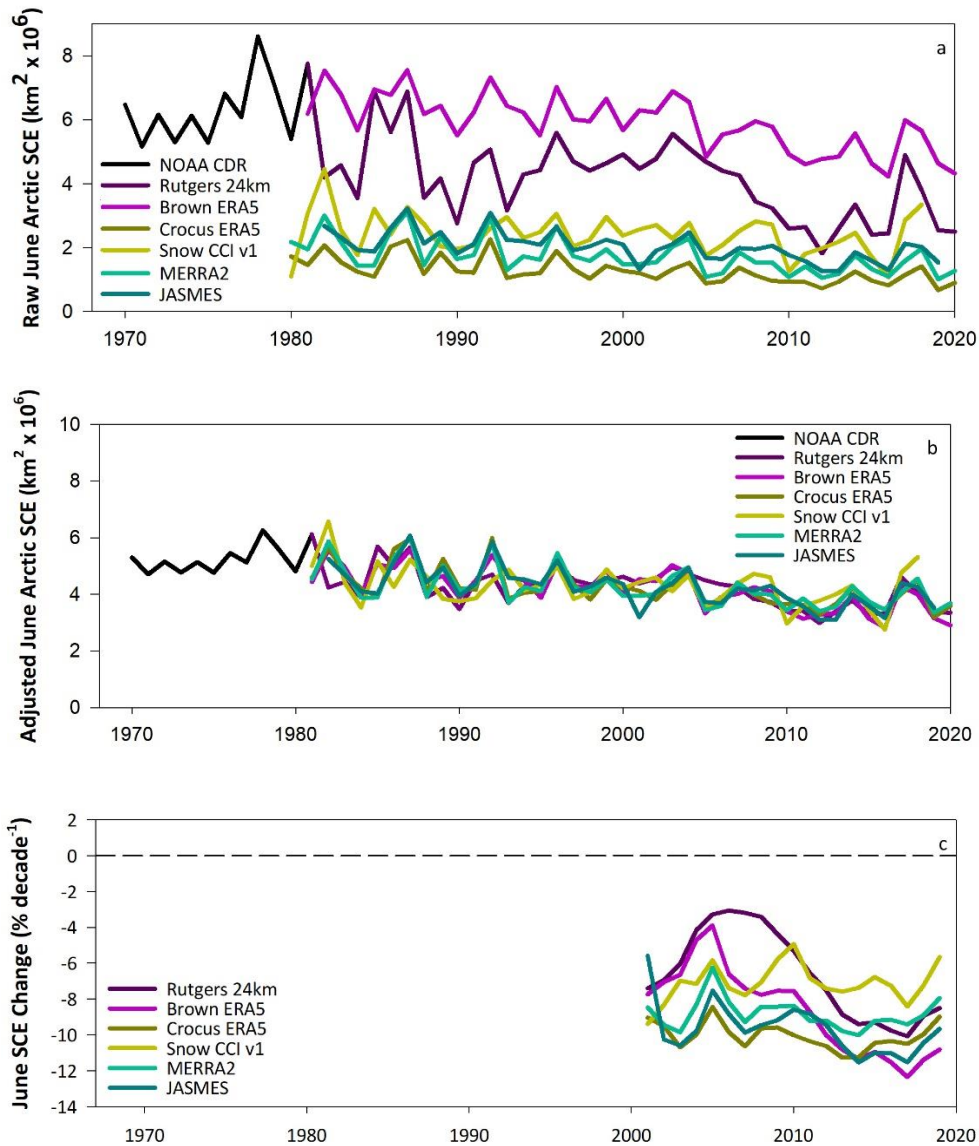 Raw June Arctic SCE (km² x 10⁶)
a
8
6
4
2
0
NOAA CDR
Rutgers 24km
Brown ERA5
Crocus ERA5
Snow CCI v1
MERRA2
JASMES
1970 1980 1990 2000 2010 2020
Adjusted June Arctic SCE (km² x 10⁶)
b
10
8
6
4
2
0
NOAA CDR
Rutgers 24km
Brown ERA5
Crocus ERA5
Snow CCI v1
MERRA2
JASMES
1970 1980 1990 2000 2010 2020
June SCE Change (% decade⁻¹)
c
2
0
-2
-4
-6
-8
-10
-12
-14
Rutgers 24km
Brown ERA5
Crocus ERA5
Snow CCI v1
MERRA2
JASMES
1970 1980 1990 2000 2010 2020